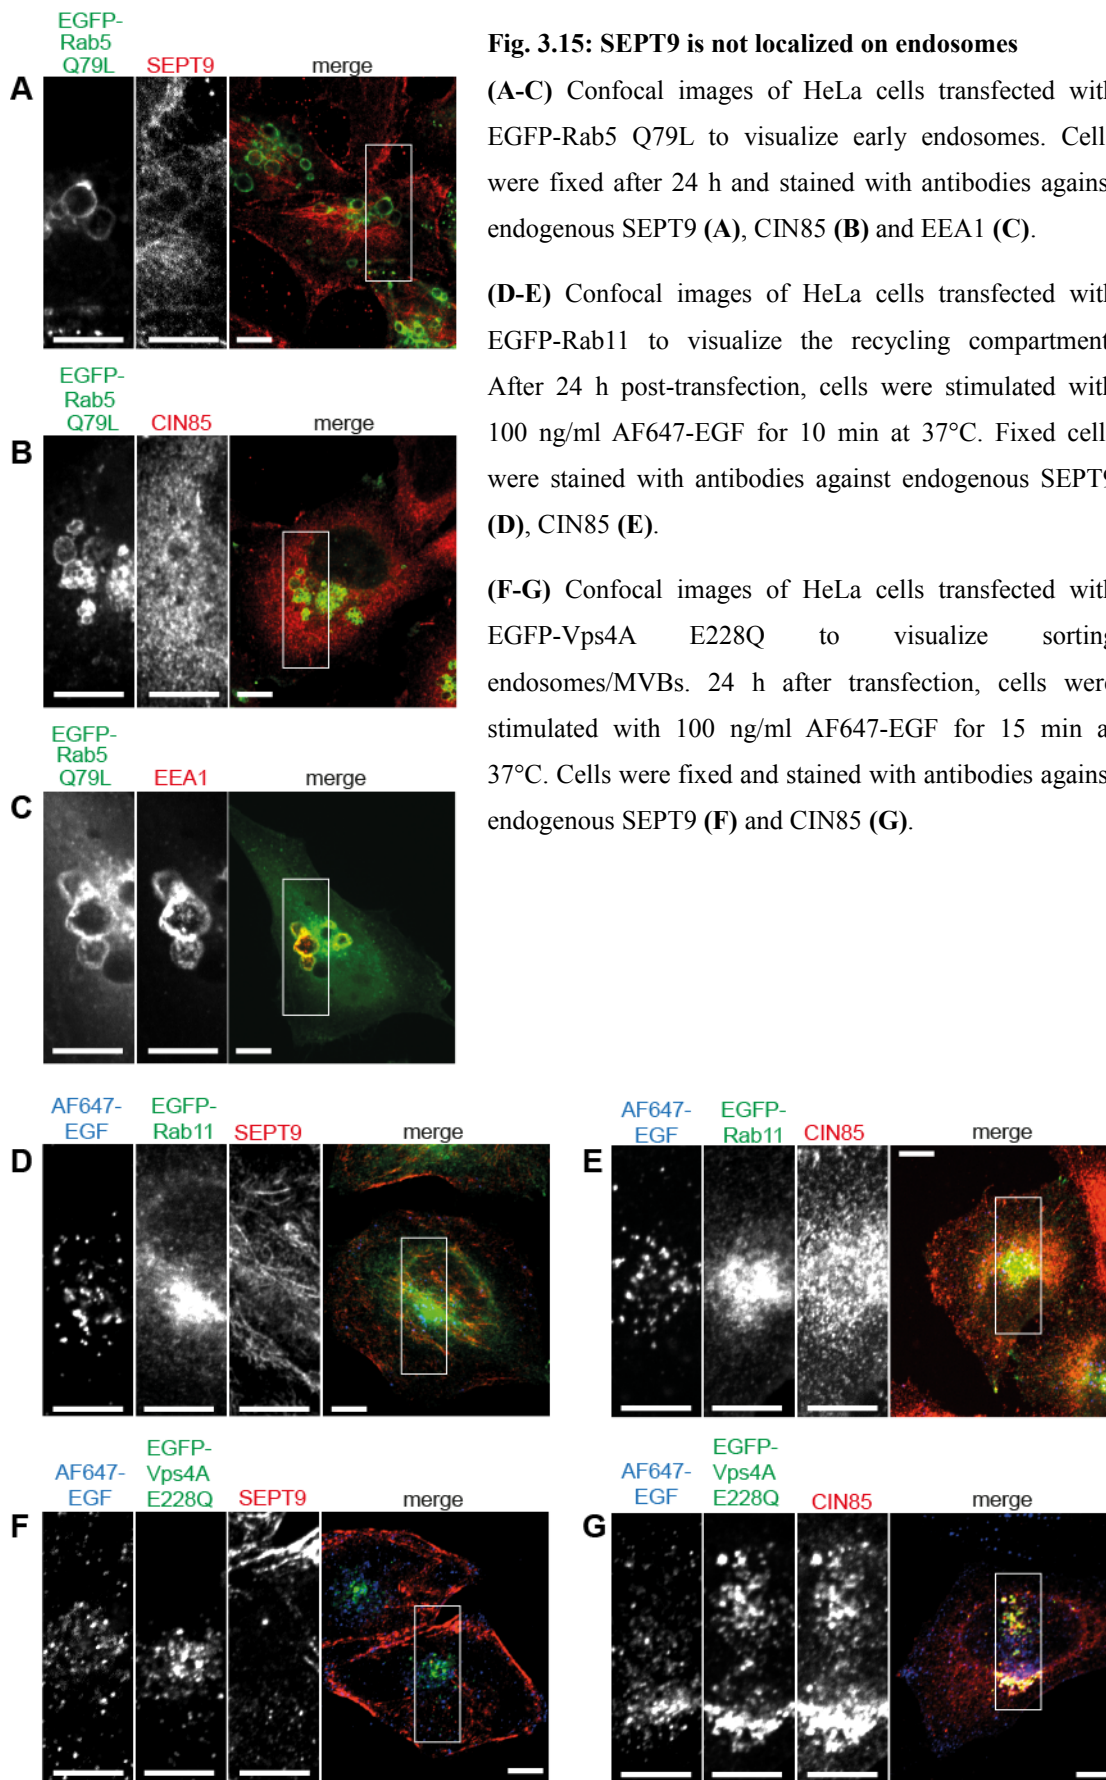 Fig. 3.15: SEPT9 is not localized on endosomes
(A-C) Confocal images of HeLa cells transfected with
EGFP-Rab5 Q79L to visualize early endosomes. Cell
were fixed after 24 h and stained with antibodies agains
endogenous SEPT9 (A), CIN85 (B) and EEA1 (C).
(D-E) Confocal images of HeLa cells transfected with
EGFP-Rab11 to visualize the recycling compartment
After 24 h post-transfection, cells were stimulated with
100 ng/ml AF647-EGF for 10 min at 37°C. Fixed cell
were stained with antibodies against endogenous SEPT9
(D), CIN85 (E).
(F-G) Confocal images of HeLa cells transfected with
EGFP-Vps4A E228Q to visualize sorting
endosomes/MVBs. 24 h after transfection, cells were
stimulated with 100 ng/ml AF647-EGF for 15 min a
37°C. Cells were fixed and stained with antibodies agains
endogenous SEPT9 (F) and CIN85 (G).
A
EGFP-
Rab5
Q79L
SEPT9
merge
B
EGFP-
Rab5
Q79L
CIN85
merge
C
EGFP-
Rab5
Q79L
EEA1
merge
D
AF647-
EGF
EGFP-
Rab11
SEPT9
merge
E
AF647-
EGF
EGFP-
Rab11
CIN85
merge
F
AF647-
EGF
EGFP-
Vps4A
E228Q
SEPT9
merge
G
AF647-
EGF
EGFP-
Vps4A
E228Q
CIN85
merge